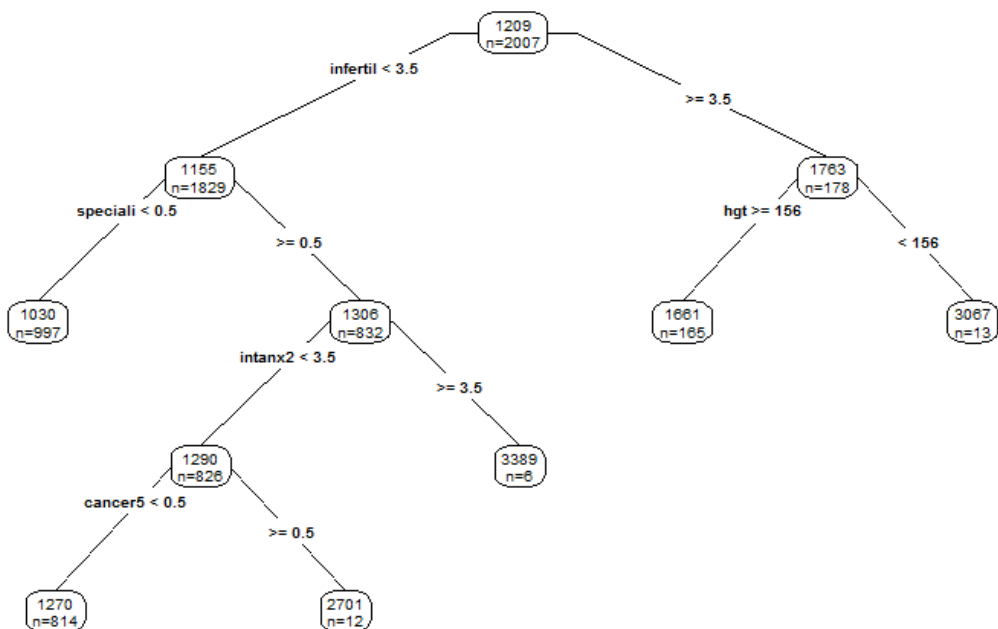 1209
n=2007
infertil < 3.5
>= 3.5
1155
n=1829
1763
n=178
speciali < 0.5
>= 0.5
hgt >= 156
< 156
1030
n=997
1306
n=832
1661
n=165
3067
n=13
intanx2 < 3.5
>= 3.5
1290
n=826
3389
n=6
cancer5 < 0.5
>= 0.5
1270
n=814
2701
n=12